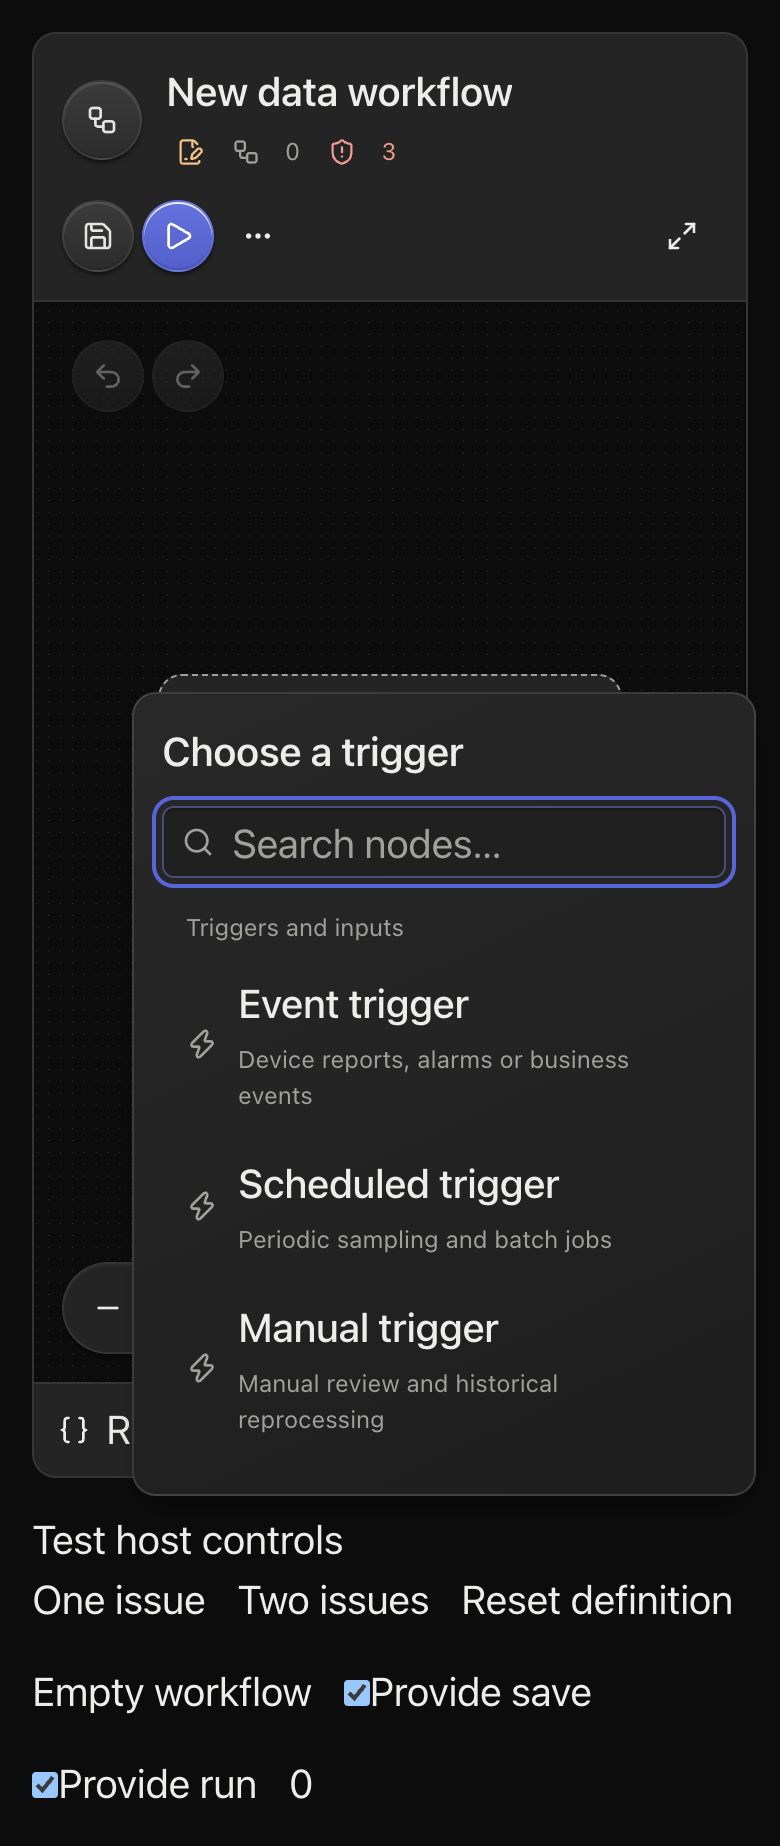 New data workflow
0 3
Choose a trigger
Search nodes...
Triggers and inputs
Event trigger
Device reports, alarms or business
events
Scheduled trigger
Periodic sampling and batch jobs
Manual trigger
Manual review and historical
reprocessing
{} R
Test host controls
One issue Two issues Reset definition
Empty workflow Provide save
Provide run 0